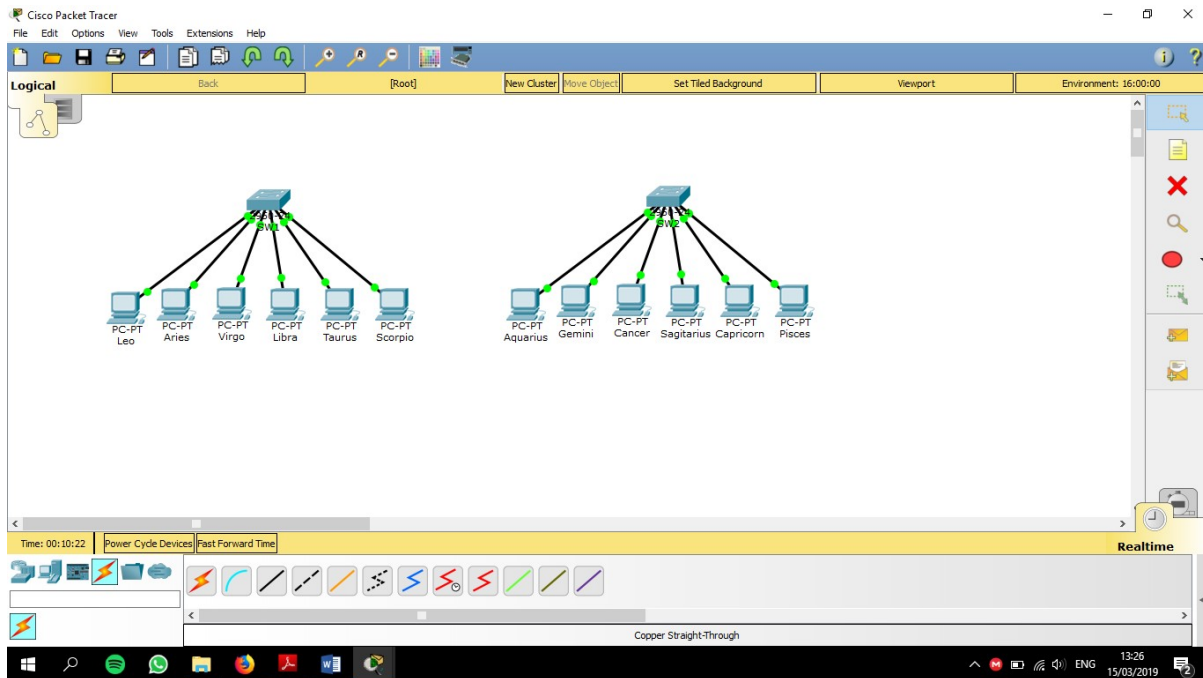 Cisco Packet Tracer
File Edit Options View Tools Extensions Help
Logical Back [Root] New Cluster Move Object Set Tiled Background Viewport Environment: 16:00:00
SW1
SW2
PC-PT
Leo
PC-PT
Aries
PC-PT
Virgo
PC-PT
Libra
PC-PT
Taurus
PC-PT
Scorpio
PC-PT
Aquarius
PC-PT
Gemini
PC-PT
Cancer
PC-PT
Sagitarius
PC-PT
Capricorn
PC-PT
Pisces
Time: 00:10:22 Power Cycle Devices Fast Forward Time Realtime
Copper Straight-Through
ENG
13:26
15/03/2019